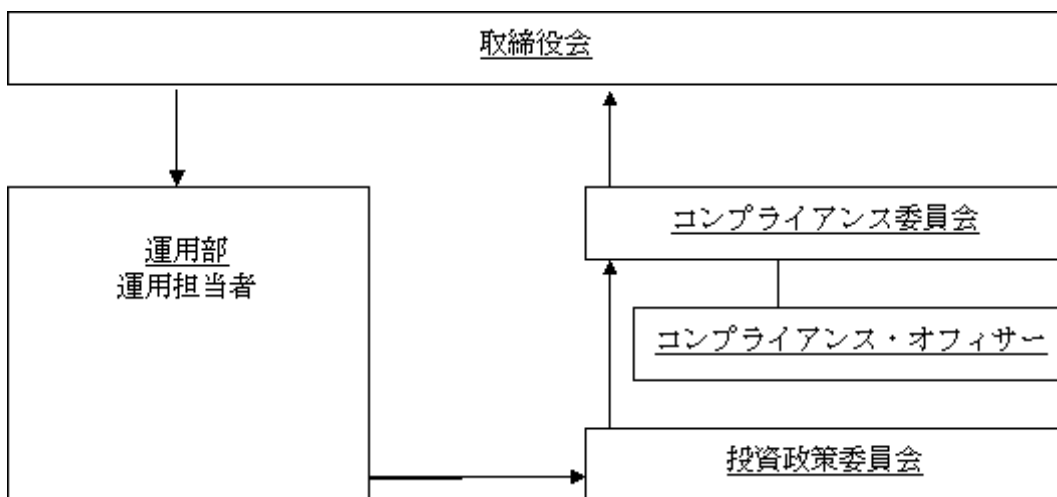 取締役会
コンプライアンス委員会
運用部
運用担当者
コンプライアンス・オフィサー
投資政策委員会